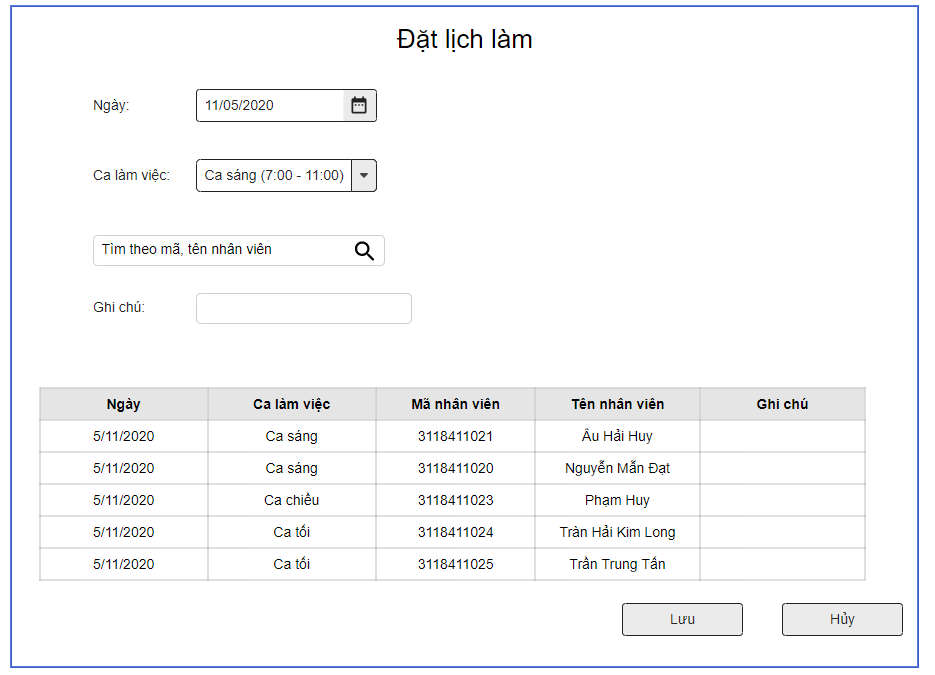 Đặt lịch làm
Ngày: 11/05/2020
Ca làm việc: Ca sáng (7:00 - 11:00)
Tìm theo mã, tên nhân viên
Ghi chú:
Ngày Ca làm việc Mã nhân viên Tên nhân viên Ghi chú
5/11/2020 Ca sáng 3118411021 Âu Hải Huy
5/11/2020 Ca sáng 3118411020 Nguyễn Mẫn Đạt
5/11/2020 Ca chiều 3118411023 Phạm Huy
5/11/2020 Ca tối 3118411024 Tràn Hải Kim Long
5/11/2020 Ca tối 3118411025 Trần Trung Tấn
Lưu Hủy